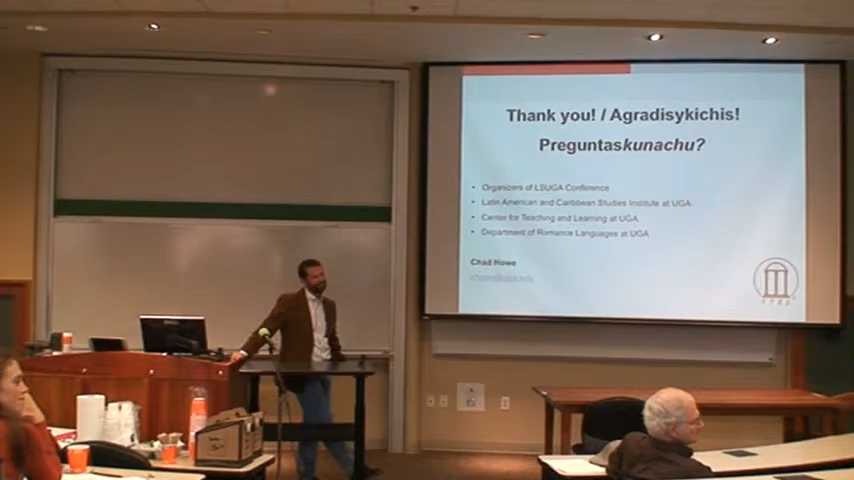 Thank you! / Agradisykichis!
Preguntaskunachu?
• Organizers of LSUGA Conference
• Latin American and Caribbean Studies Institute at UGA
• Center for Teaching and Learning at UGA
• Department of Romance Languages at UGA
Chad Howe